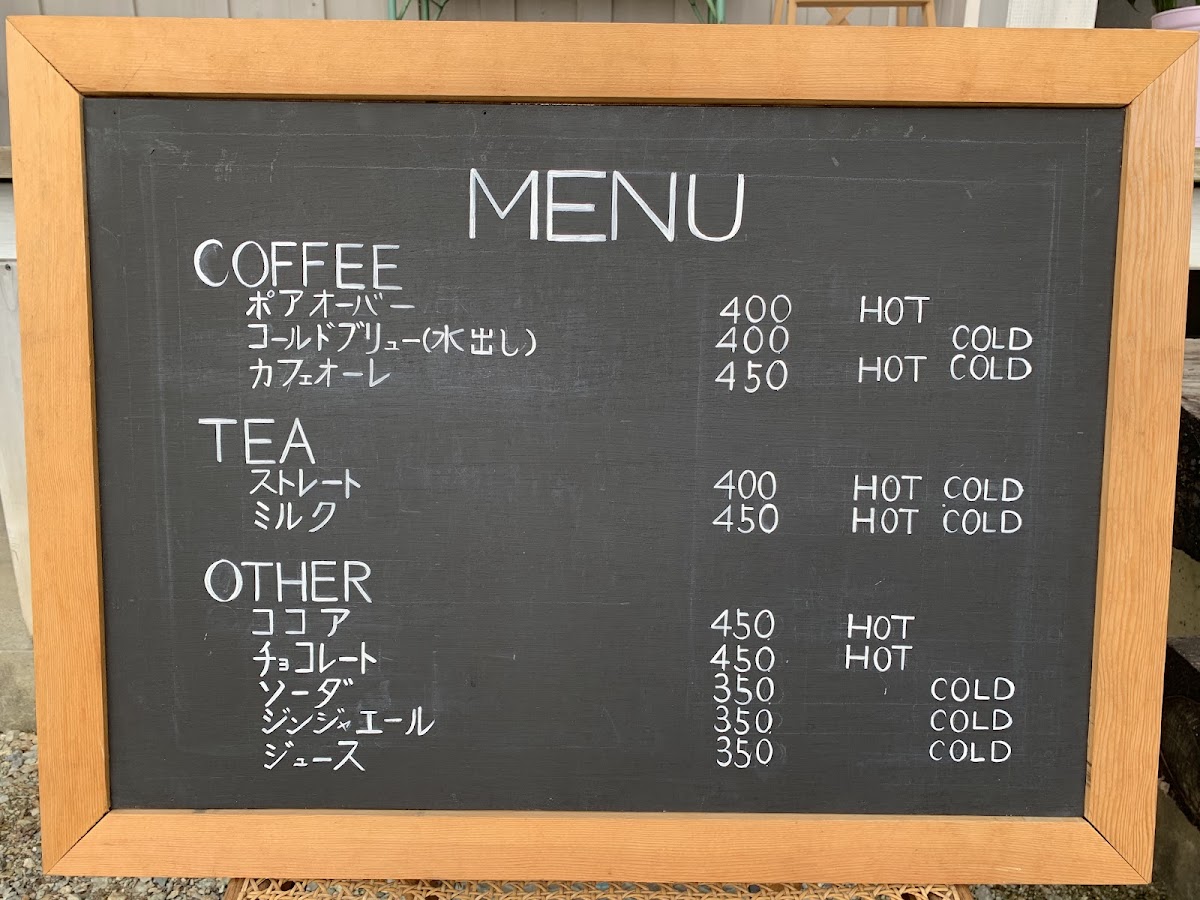 MENU
COFFEE
ポアオーバー 400 HOT
コールドブリュー(水出し) 400 COLD
カフェオーレ 450 HOT COLD
TEA
ストレート 400 HOT COLD
ミルク 450 HOT COLD
OTHER
ココア 450 HOT
チョコレート 450 HOT
ソーダ 350 COLD
ジンジャエール 350 COLD
ジュース 350 COLD